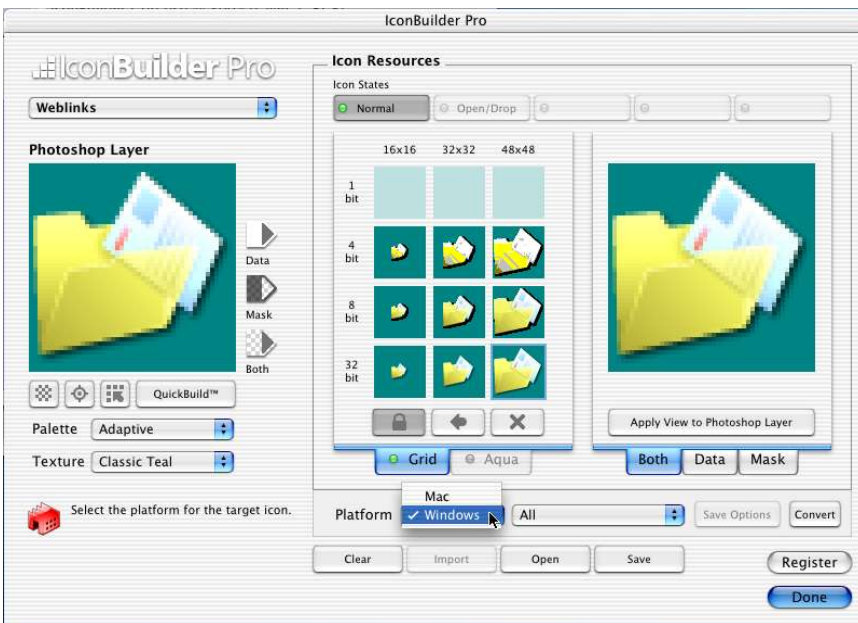 IconBuilder Pro
IconBuilder Pro
Weblinks
Photoshop Layer
Data
Mask
Both
QuickBuild™
Palette Adaptive
Texture Classic Teal
Select the platform for the target icon.
Icon Resources
Icon States
Normal Open/Drop
16x16 32x32 48x48
1
bit
4
bit
8
bit
32
bit
Grid Aqua
Apply View to Photoshop Layer
Both Data Mask
Mac
Platform ✓ Windows All Save Options Convert
Clear Import Open Save
Register
Done